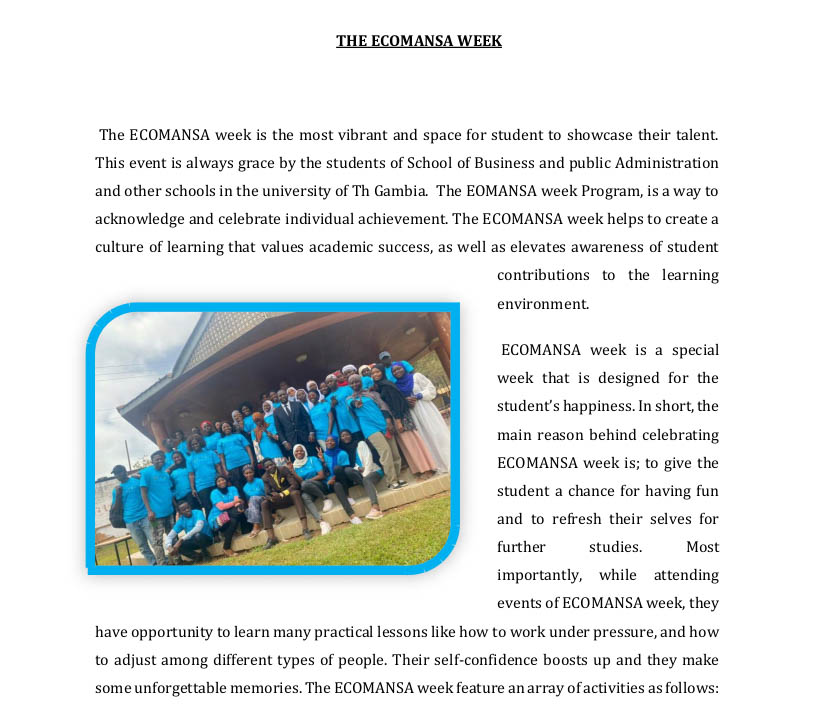 THE ECOMANSA WEEK
The ECOMANSA week is the most vibrant and space for student to showcase their talent.
This event is always grace by the students of School of Business and public Administration
and other schools in the university of Th Gambia. The EOMANSA week Program, is a way to
acknowledge and celebrate individual achievement. The ECOMANSA week helps to create a
culture of learning that values academic success, as well as elevates awareness of student
contributions to the learning
environment.
ECOMANSA week is a special
week that is designed for the
student’s happiness. In short, the
main reason behind celebrating
ECOMANSA week is; to give the
student a chance for having fun
and to refresh their selves for
further studies. Most
importantly, while attending
events of ECOMANSA week, they
have opportunity to learn many practical lessons like how to work under pressure, and how
to adjust among different types of people. Their self-confidence boosts up and they make
some unforgettable memories. The ECOMANSA week feature an array of activities as follows: